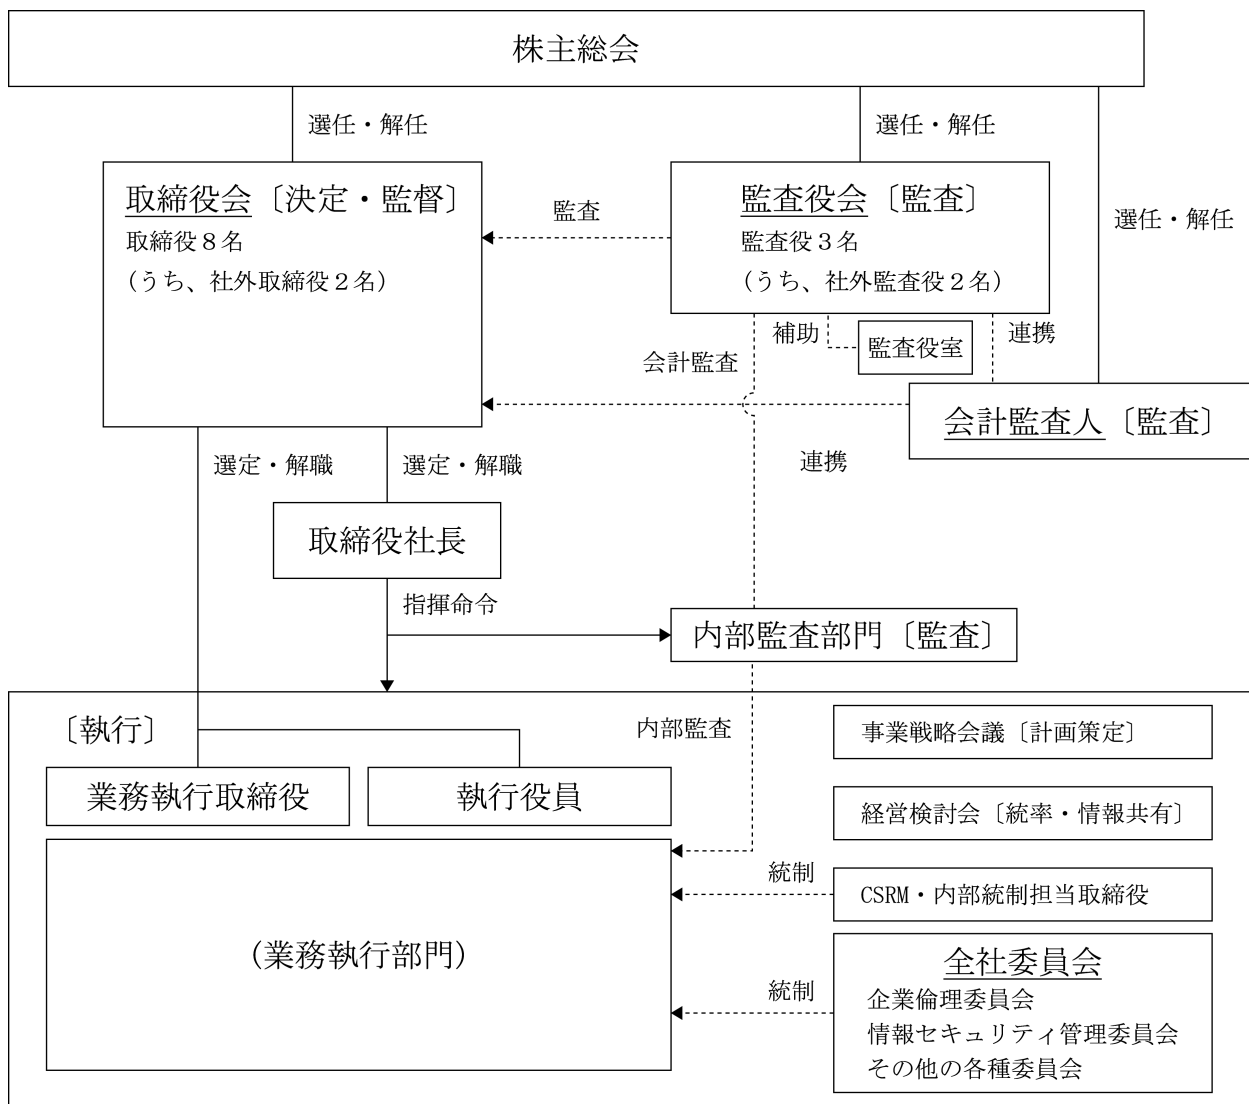 株主総会
選任・解任
選任・解任
選任・解任
取締役会〔決定・監督〕
取締役８名
（うち、社外取締役２名）
監査
監査役会〔監査〕
監査役３名
（うち、社外監査役２名）
補助
監査役室
連携
会計監査
会計監査人〔監査〕
連携
選定・解職
選定・解職
取締役社長
指揮命令
内部監査部門〔監査〕
〔執行〕
内部監査
業務執行取締役
執行役員
（業務執行部門）
事業戦略会議〔計画策定〕
経営検討会〔統率・情報共有〕
統制
CSRM・内部統制担当取締役
統制
全社委員会
企業倫理委員会
情報セキュリティ管理委員会
その他の各種委員会